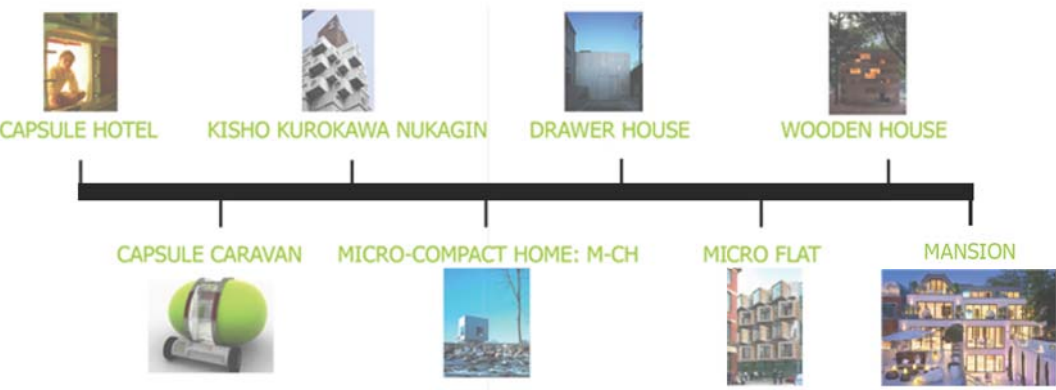 CAPSULE HOTEL
KISHO KUROKAWA NUKAGIN
DRAWER HOUSE
WOODEN HOUSE
CAPSULE CARAVAN
MICRO-COMPACT HOME: M-CH
MICRO FLAT
MANSION